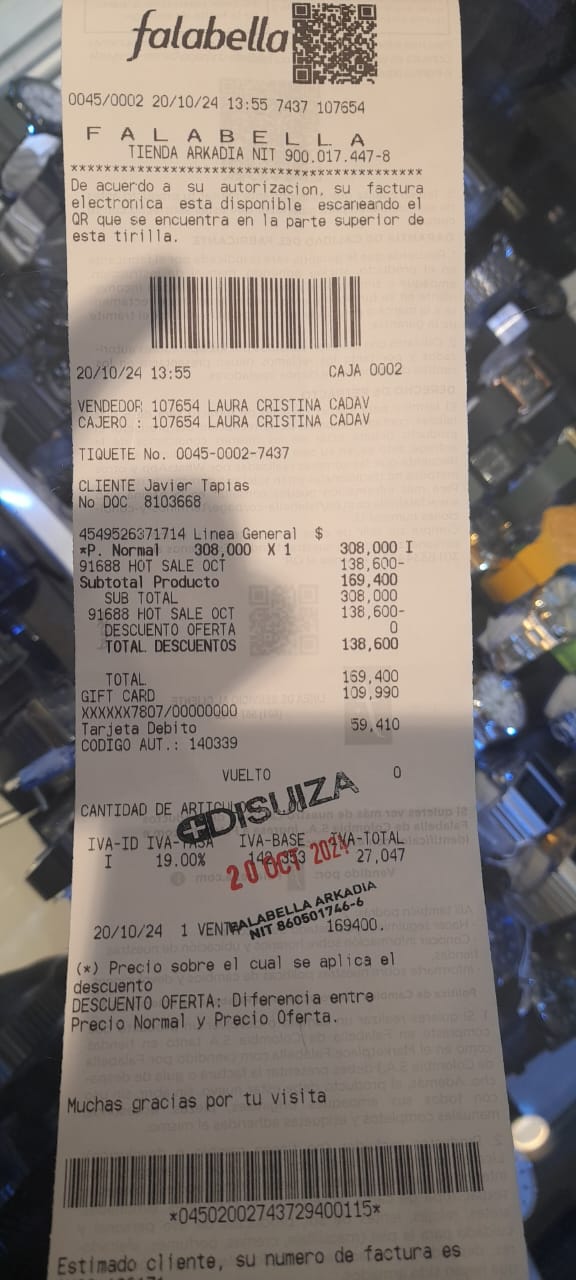 falabella
0045/0002 20/10/24 13:55 7437 107654
FALABELLA
TIENDA ARKADIA NIT 900.017.447-8
******************************************
De acuerdo a su autorizacion, su factura
electronica esta disponible escaneando el
QR que se encuentra en la parte superior de
esta tirilla.
20/10/24 13:55 CAJA 0002
VENDEDOR 107654 LAURA CRISTINA CADAV
CAJERO : 107654 LAURA CRISTINA CADAV
TIQUETE No. 0045-0002-7437
CLIENTE Javier Tapias
No DOC 8103668
4549526371714 Linea General $
*P. Normal 308,000 X 1 308,000 I
91688 HOT SALE OCT 138,600-
Subtotal Producto 169,400
SUB TOTAL 308,000
91688 HOT SALE OCT 138,600-
DESCUENTO OFERTA 0
TOTAL DESCUENTOS 138,600
TOTAL 169,400
GIFT CARD 109,990
XXXXXX7807/00000000
Tarjeta Debito 59,410
CODIGO AUT.: 140339
VUELTO 0
CANTIDAD DE
DISUIZA
IVA-ID IVA-TASA IVA-BASE IVA-TOTAL
I 19.00% 142,353 27,047
20 OCT 2024
FALABELLA ARKADIA
NIT 860501746-6
20/10/24 1 VENTA 169400.
(*) Precio sobre el cual se aplica el
descuento
DESCUENTO OFERTA: Diferencia entre
Precio Normal y Precio Oferta.
Muchas gracias por tu visita
*04502002743729400115*
Estimado cliente, su numero de factura es